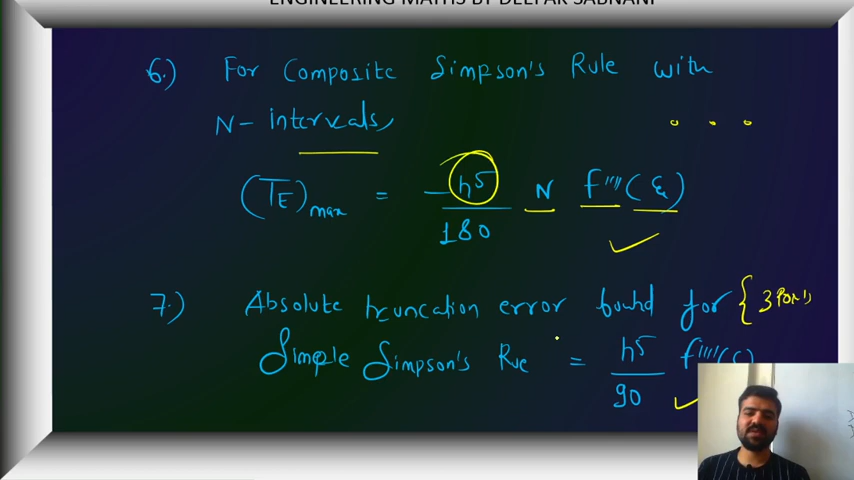 ENGINEERING MATHS BY DEEPAK SABNANI
6.) For Composite Simpson's Rule with
N-intervals,
(TE)max = -h5/180 N f''''(ξ)
7.) Absolute truncation error bound for { 3 Points
Simple Simpson's Rule = h5/90 f''''(ξ)